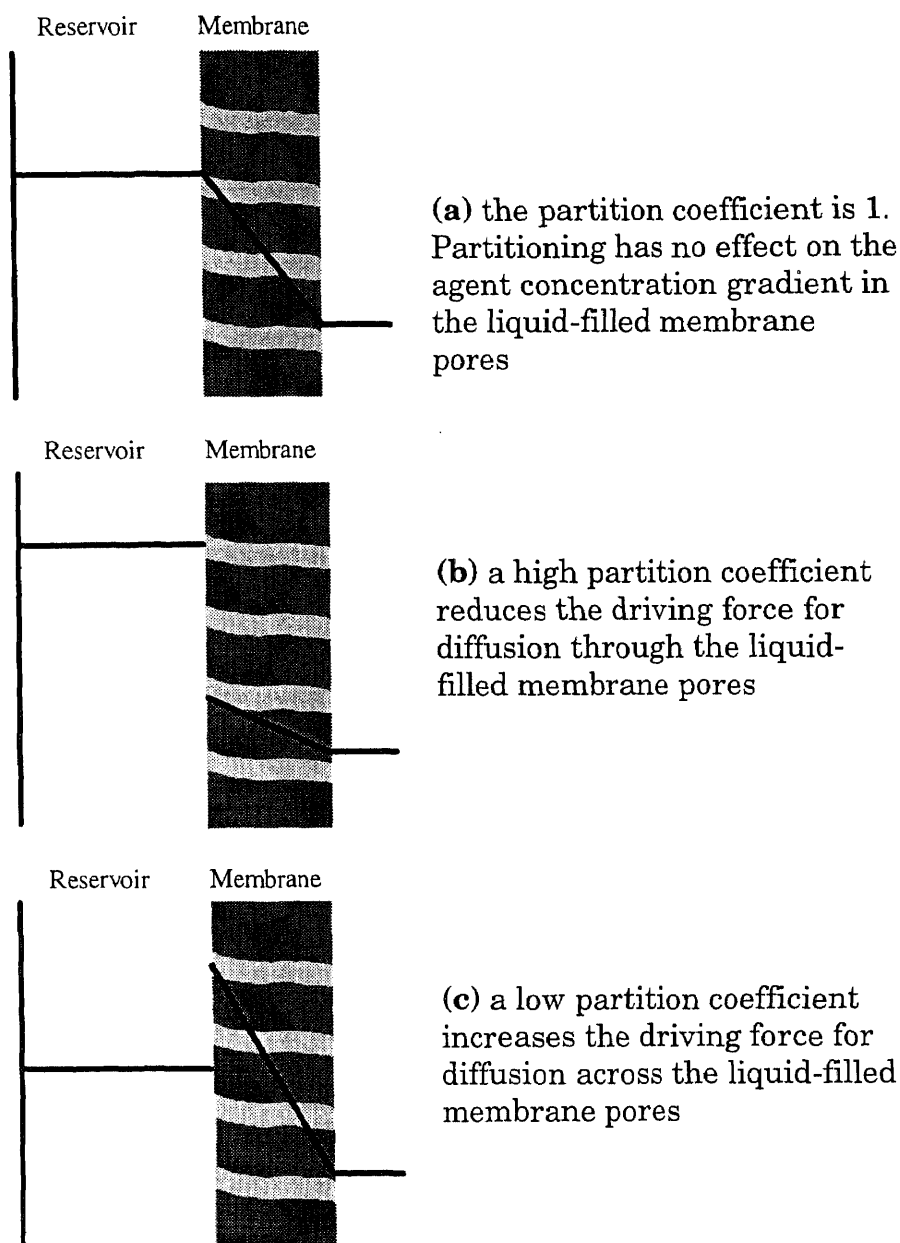 Reservoir Membrane
(a) the partition coefficient is 1.
Partitioning has no effect on the
agent concentration gradient in
the liquid-filled membrane
pores
Reservoir Membrane
(b) a high partition coefficient
reduces the driving force for
diffusion through the liquid-
filled membrane pores
Reservoir Membrane
(c) a low partition coefficient
increases the driving force for
diffusion across the liquid-filled
membrane pores